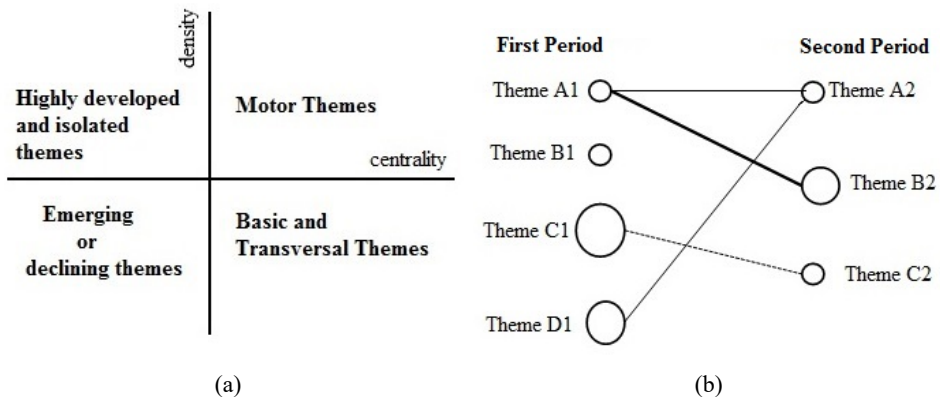 density
Highly developed
and isolated
themes
Motor Themes
centrality
Emerging
or
declining themes
Basic and
Transversal Themes
(a)
First Period
Second Period
Theme A1
Theme A2
Theme B1
Theme B2
Theme C1
Theme C2
Theme D1
(b)